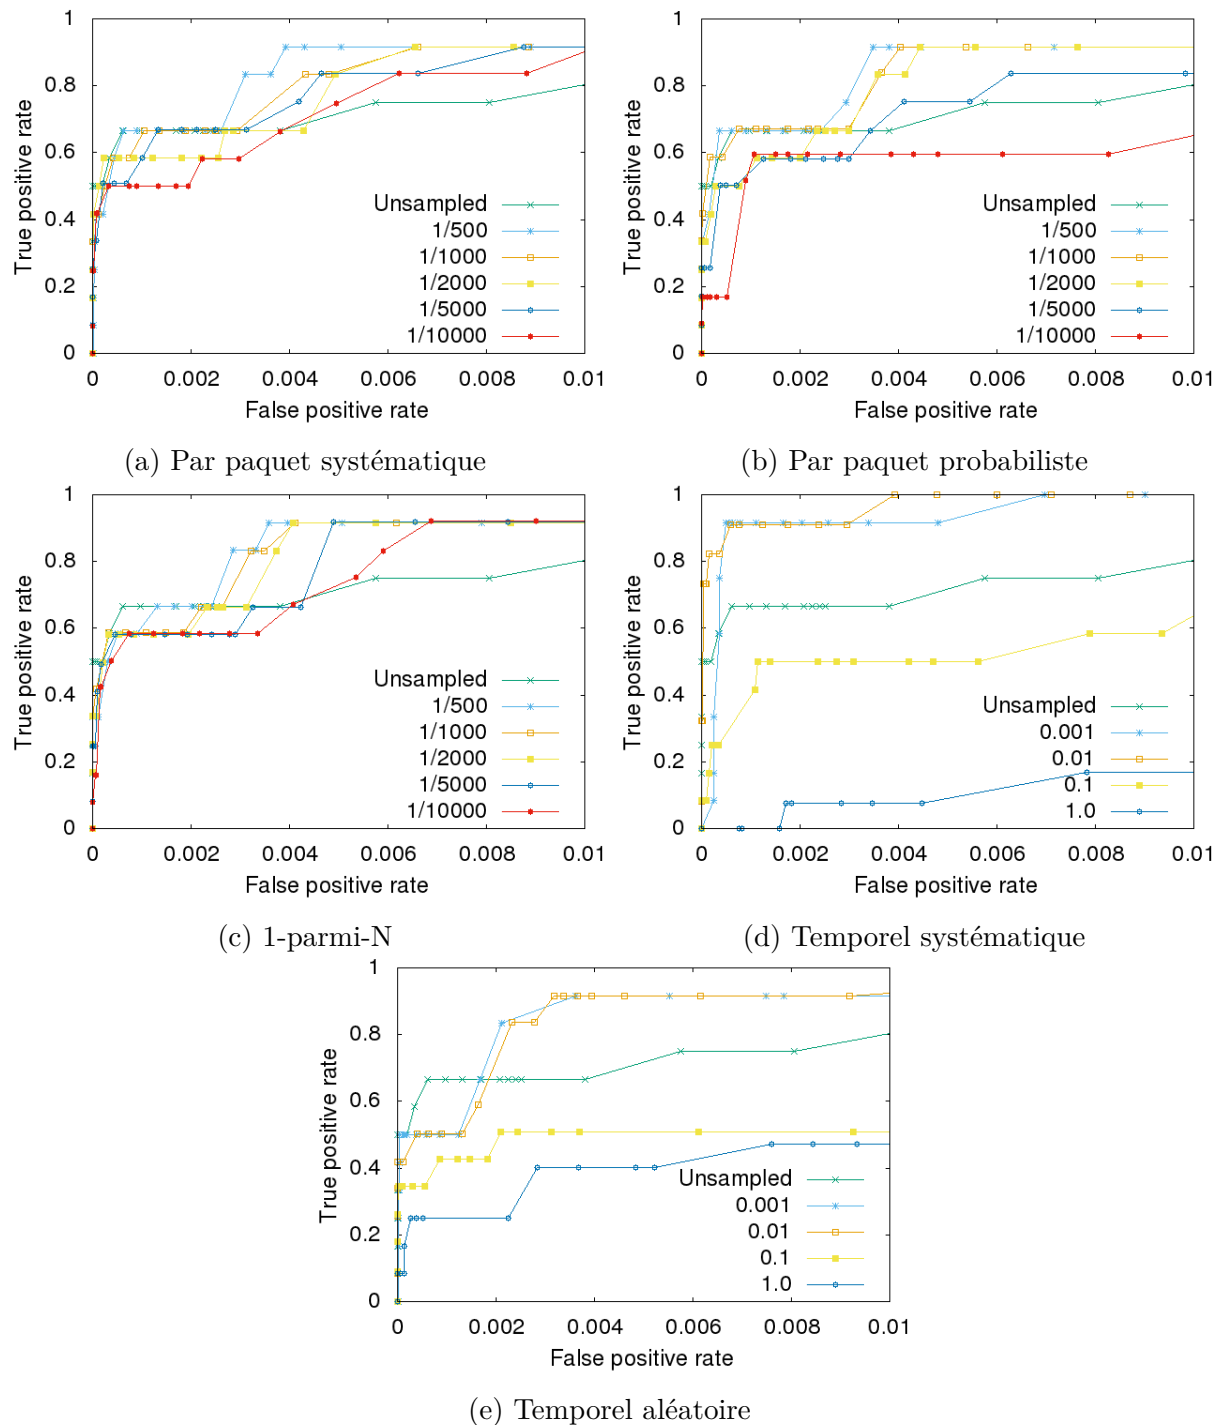 1
0.8
0.6
0.4
0.2
0
True positive rate
Unsampled
1/500
1/1000
1/2000
1/5000
1/10000
0 0.002 0.004 0.006 0.008 0.01
False positive rate
(a) Par paquet systématique
1
0.8
0.6
0.4
0.2
0
True positive rate
Unsampled
1/500
1/1000
1/2000
1/5000
1/10000
0 0.002 0.004 0.006 0.008 0.01
False positive rate
(b) Par paquet probabiliste
1
0.8
0.6
0.4
0.2
0
True positive rate
Unsampled
1/500
1/1000
1/2000
1/5000
1/10000
0 0.002 0.004 0.006 0.008 0.01
False positive rate
(c) 1-parmi-N
1
0.8
0.6
0.4
0.2
0
True positive rate
Unsampled
0.001
0.01
0.1
1.0
0 0.002 0.004 0.006 0.008 0.01
False positive rate
(d) Temporel systématique
1
0.8
0.6
0.4
0.2
0
True positive rate
Unsampled
0.001
0.01
0.1
1.0
0 0.002 0.004 0.006 0.008 0.01
False positive rate
(e) Temporel aléatoire